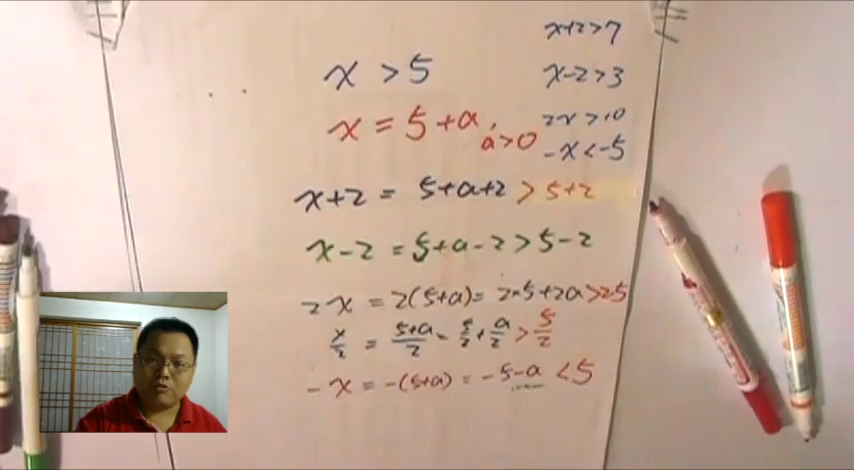 x > 5
x = 5 + a, a > 0
x+2 = 5+a+2 > 5+2
x-2 = 5+a-2 > 5-2
2x = 2(5+a) = 2×5+2a > 2·5
x/2 = (5+a)/2 = 5/2 + a/2 > 5/2
-x = -(5+a) = -5-a < 5
x+2 > 7
x-2 > 3
2x > 10
-x < -5